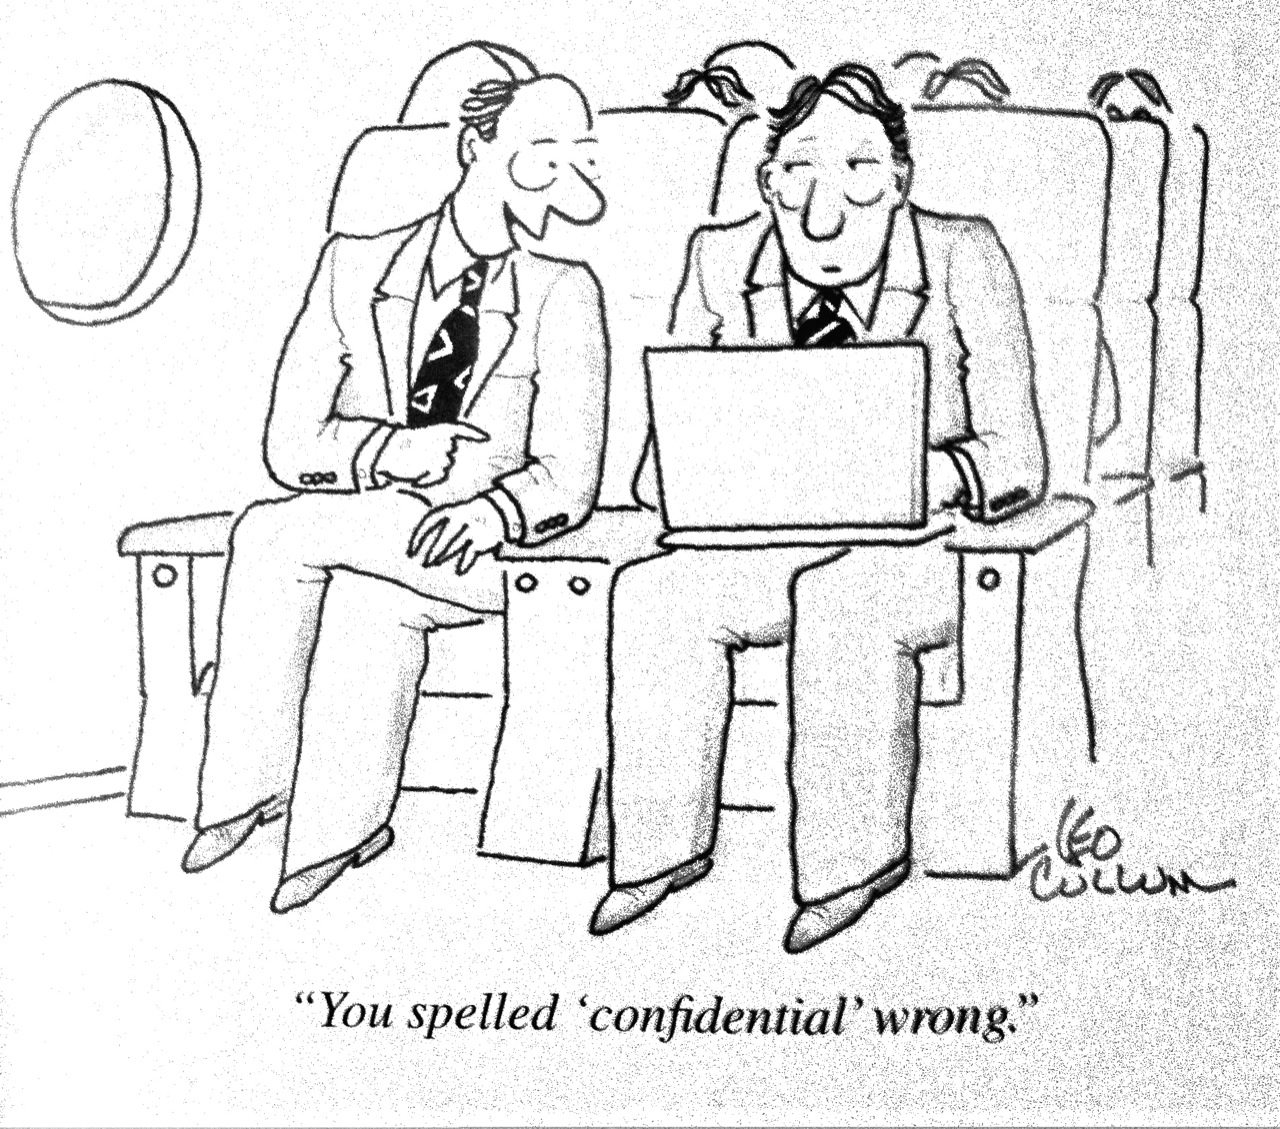 LEO
CULLUM
“You spelled ‘confidential’ wrong.”